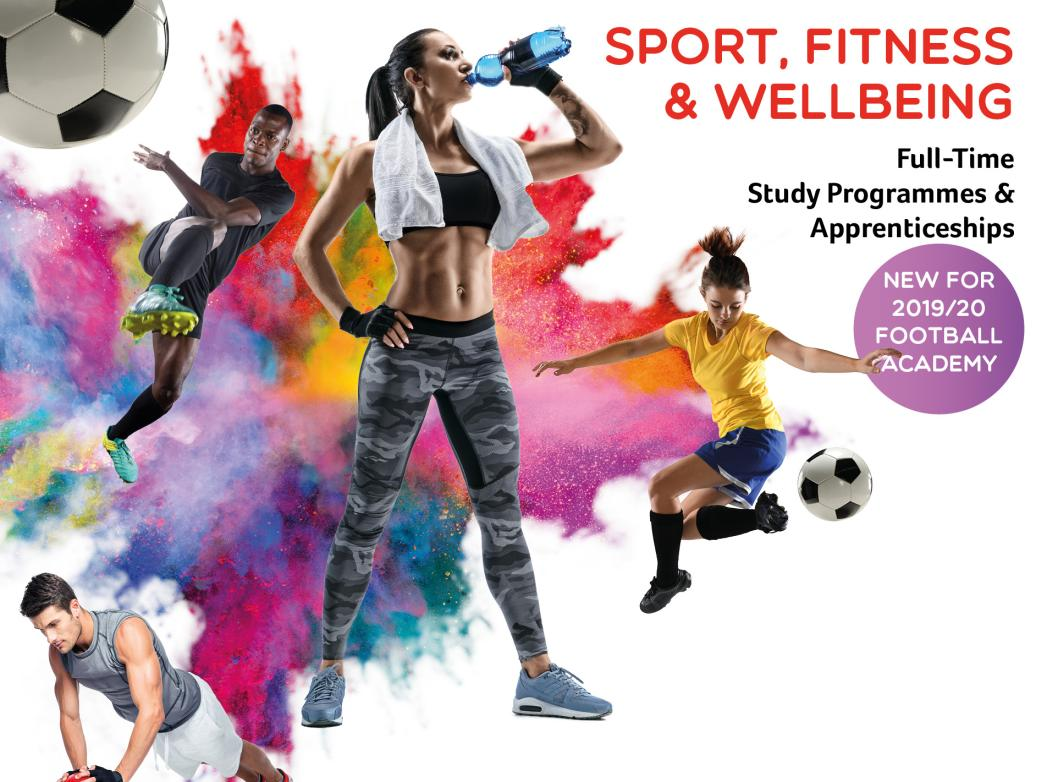 SPORT, FITNESS
& WELLBEING
Full-Time
Study Programmes &
Apprenticeships
NEW FOR
2019/20
FOOTBALL
ACADEMY